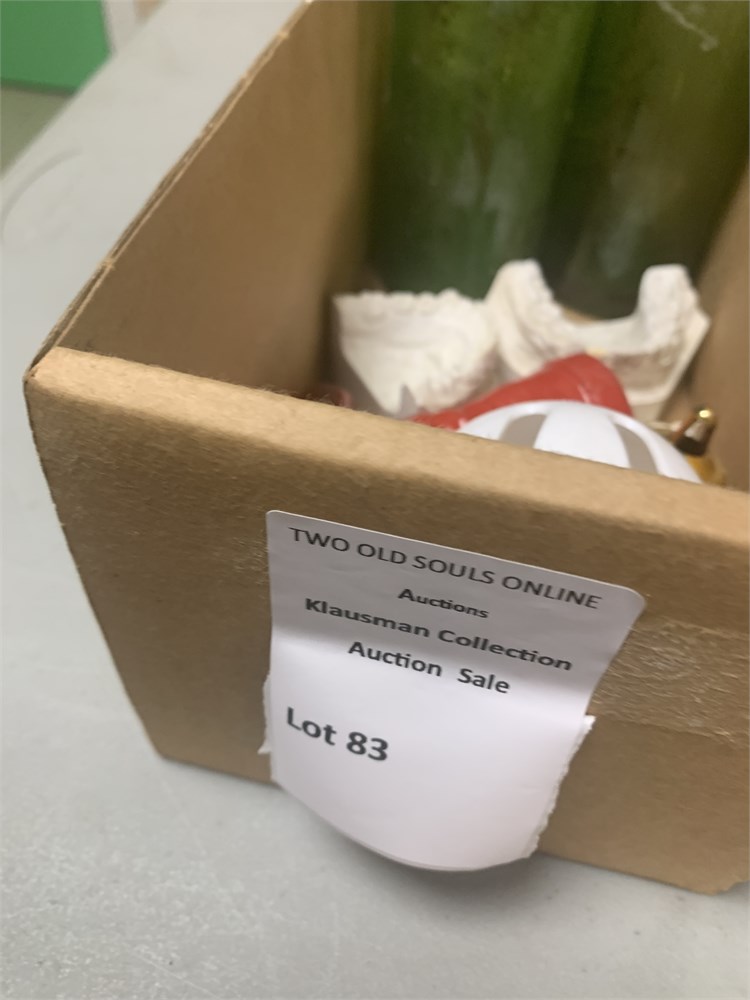 TWO OLD SOULS ONLINE
Auctions
Klausman Collection
Auction Sale
Lot 83